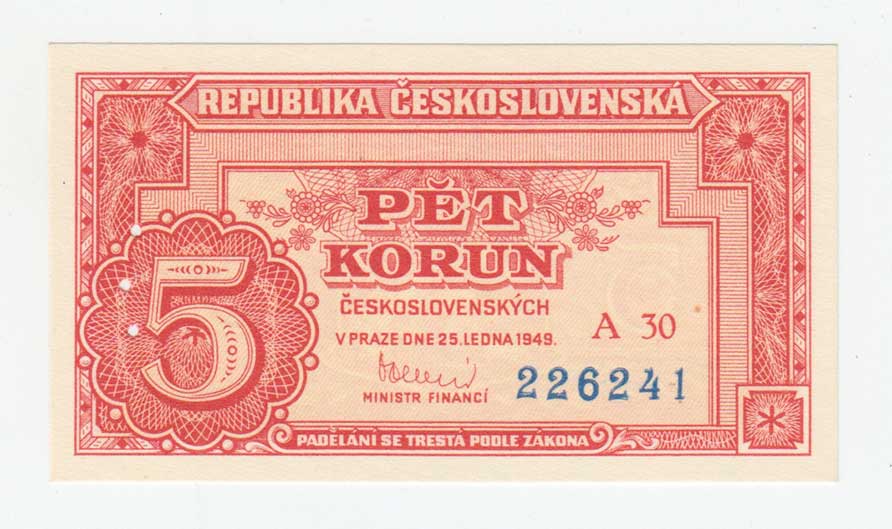 REPUBLIKA ČESKOSLOVENSKÁ
PĚT
KORUN
ČESKOSLOVENSKÝCH
V PRAZE DNE 25. LEDNA 1949.
A 30
MINISTR FINANCÍ
226241
5
PADĚLÁNÍ SE TRESTÁ PODLE ZÁKONA